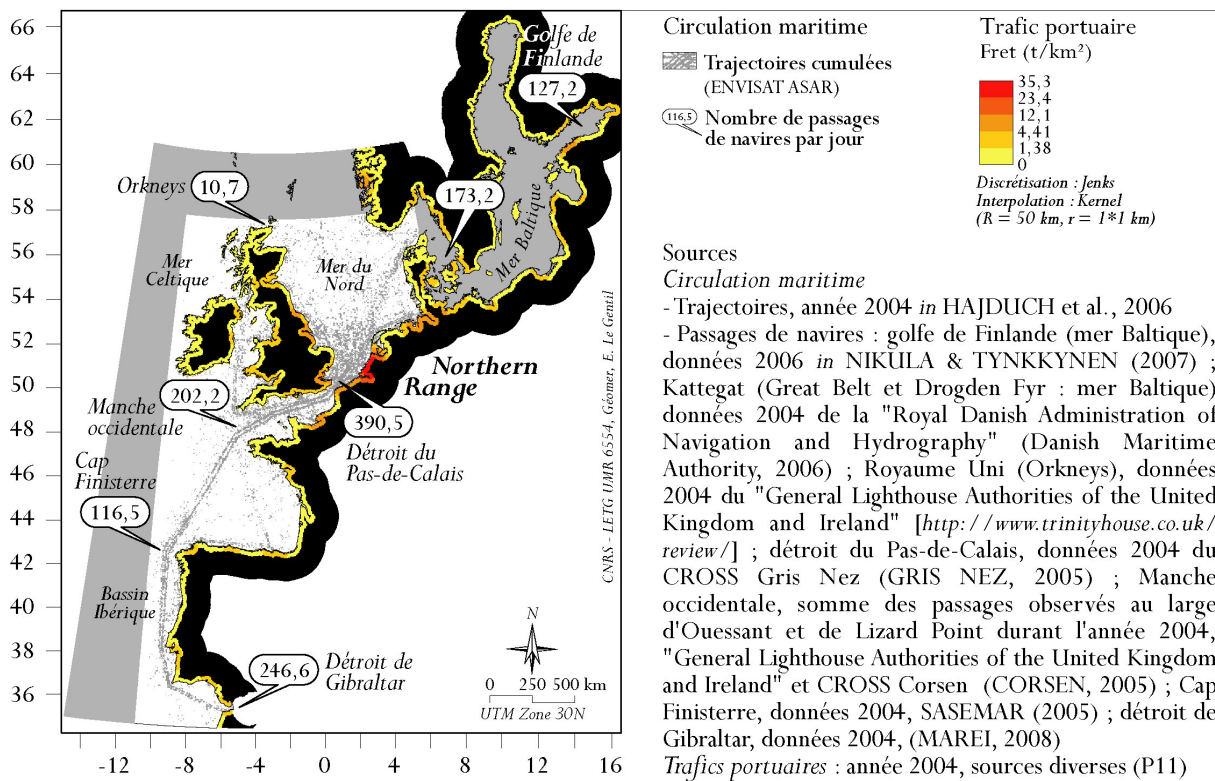 66
64
62
60
58
56
54
52
50
48
46
44
42
40
38
36
-12
-8
-4
0
4
8
12
16
Golfe de
Finlande
127,2
Orkneys
10,7
173,2
Mer
Celtique
Mer du
Nord
Mer Baltique
Northern
Range
202,2
Manche
occidentale
390,5
Détroit du
Pas-de-Calais
Cap
Finisterre
116,5
Bassin
Ibérique
246,6
Détroit de
Gibraltar
N
0 250 500 km
UTM Zone 30N
CNRS - LETG UMR 6554, Géomer, E. Le Gentil
Circulation maritime
Trajectoires cumulées
(ENVISAT ASAR)
116,5
Nombre de passages
de navires par jour
Trafic portuaire
Fret (t/km²)
35,3
23,4
12,1
4,41
1,38
0
Discrétisation : Jenks
Interpolation : Kernel
(R = 50 km, r = 1*1 km)
Sources
Circulation maritime
- Trajectoires, année 2004 in HAJDUCH et al., 2006
- Passages de navires : golfe de Finlande (mer Baltique),
données 2006 in NIKULA & TYNKKYNEN (2007) ;
Kattegat (Great Belt et Drogden Fyr : mer Baltique)
données 2004 de la "Royal Danish Administration of
Navigation and Hydrography" (Danish Maritime
Authority, 2006) ; Royaume Uni (Orkneys), données
2004 du "General Lighthouse Authorities of the United
Kingdom and Ireland" [http://www.trinityhouse.co.uk/
review/] ; détroit du Pas-de-Calais, données 2004 du
CROSS Gris Nez (GRIS NEZ, 2005) ; Manche
occidentale, somme des passages observés au large
d'Ouessant et de Lizard Point durant l'année 2004,
"General Lighthouse Authorities of the United Kingdom
and Ireland" et CROSS Corsen (CORSEN, 2005) ; Cap
Finisterre, données 2004, SASEMAR (2005) ; détroit de
Gibraltar, données 2004, (MAREI, 2008)
Trafics portuaires : année 2004, sources diverses (P11)